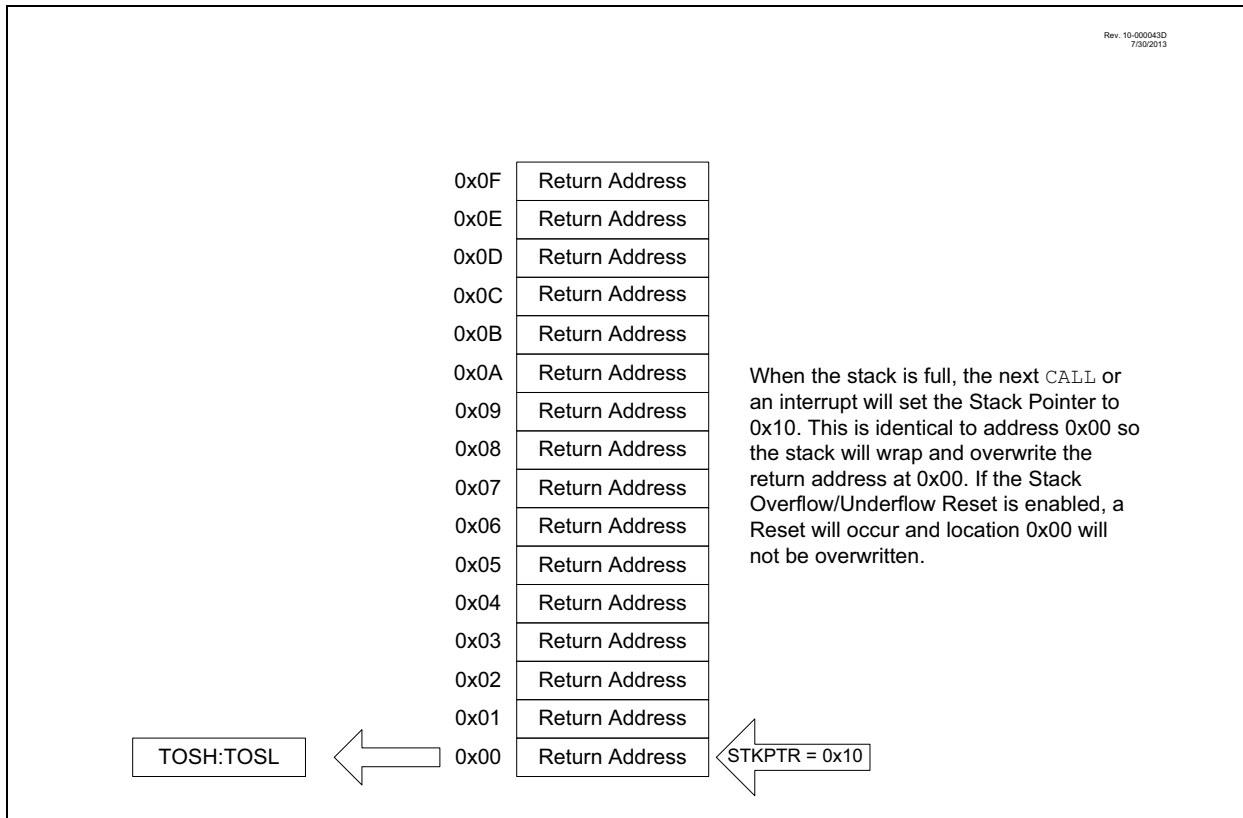 Rev. 10-000043D
7/30/2013
0x0F Return Address
0x0E Return Address
0x0D Return Address
0x0C Return Address
0x0B Return Address
0x0A Return Address
0x09 Return Address
0x08 Return Address
0x07 Return Address
0x06 Return Address
0x05 Return Address
0x04 Return Address
0x03 Return Address
0x02 Return Address
0x01 Return Address
TOSH:TOSL 0x00 Return Address STKPTR = 0x10
When the stack is full, the next CALL or
an interrupt will set the Stack Pointer to
0x10. This is identical to address 0x00 so
the stack will wrap and overwrite the
return address at 0x00. If the Stack
Overflow/Underflow Reset is enabled, a
Reset will occur and location 0x00 will
not be overwritten.